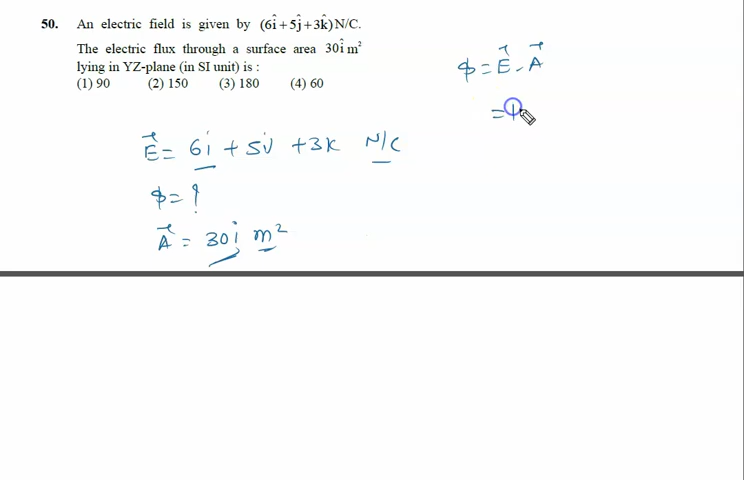 50. An electric field is given by (6î + 5ĵ + 3k̂) N/C.
The electric flux through a surface area 30î m²
lying in YZ-plane (in SI unit) is :
(1) 90 (2) 150 (3) 180 (4) 60
ϕ = E⃗ . A⃗
=
E⃗ = 6i + 5j + 3k N/C
ϕ = ?
A⃗ = 30i m²